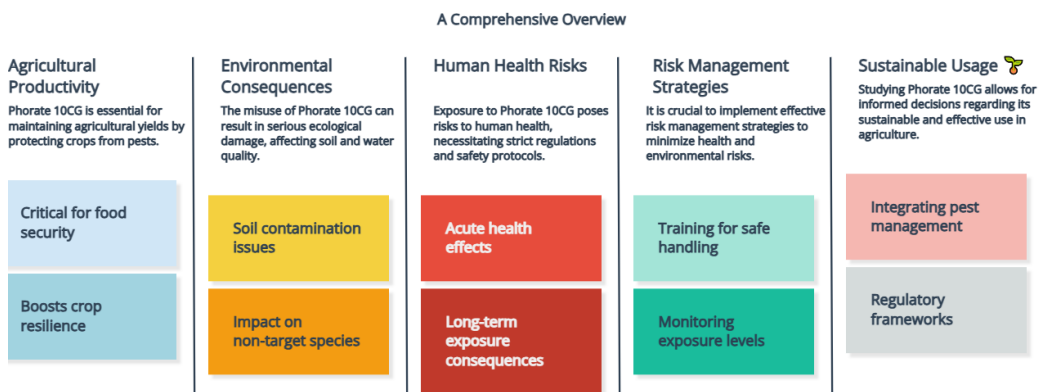 A Comprehensive Overview
Agricultural
Productivity
Phorate 10CG is essential for
maintaining agricultural yields by
protecting crops from pests.
Critical for food
security
Boosts crop
resilience
Environmental
Consequences
The misuse of Phorate 10CG can
result in serious ecological
damage, affecting soil and water
quality.
Soil contamination
issues
Impact on
non-target species
Human Health Risks
Exposure to Phorate 10CG poses
risks to human health,
necessitating strict regulations
and safety protocols.
Acute health
effects
Long-term
exposure
consequences
Risk Management
Strategies
It is crucial to implement effective
risk management strategies to
minimize health and
environmental risks.
Training for safe
handling
Monitoring
exposure levels
Sustainable Usage
Studying Phorate 10CG allows for
informed decisions regarding its
sustainable and effective use in
agriculture.
Integrating pest
management
Regulatory
frameworks